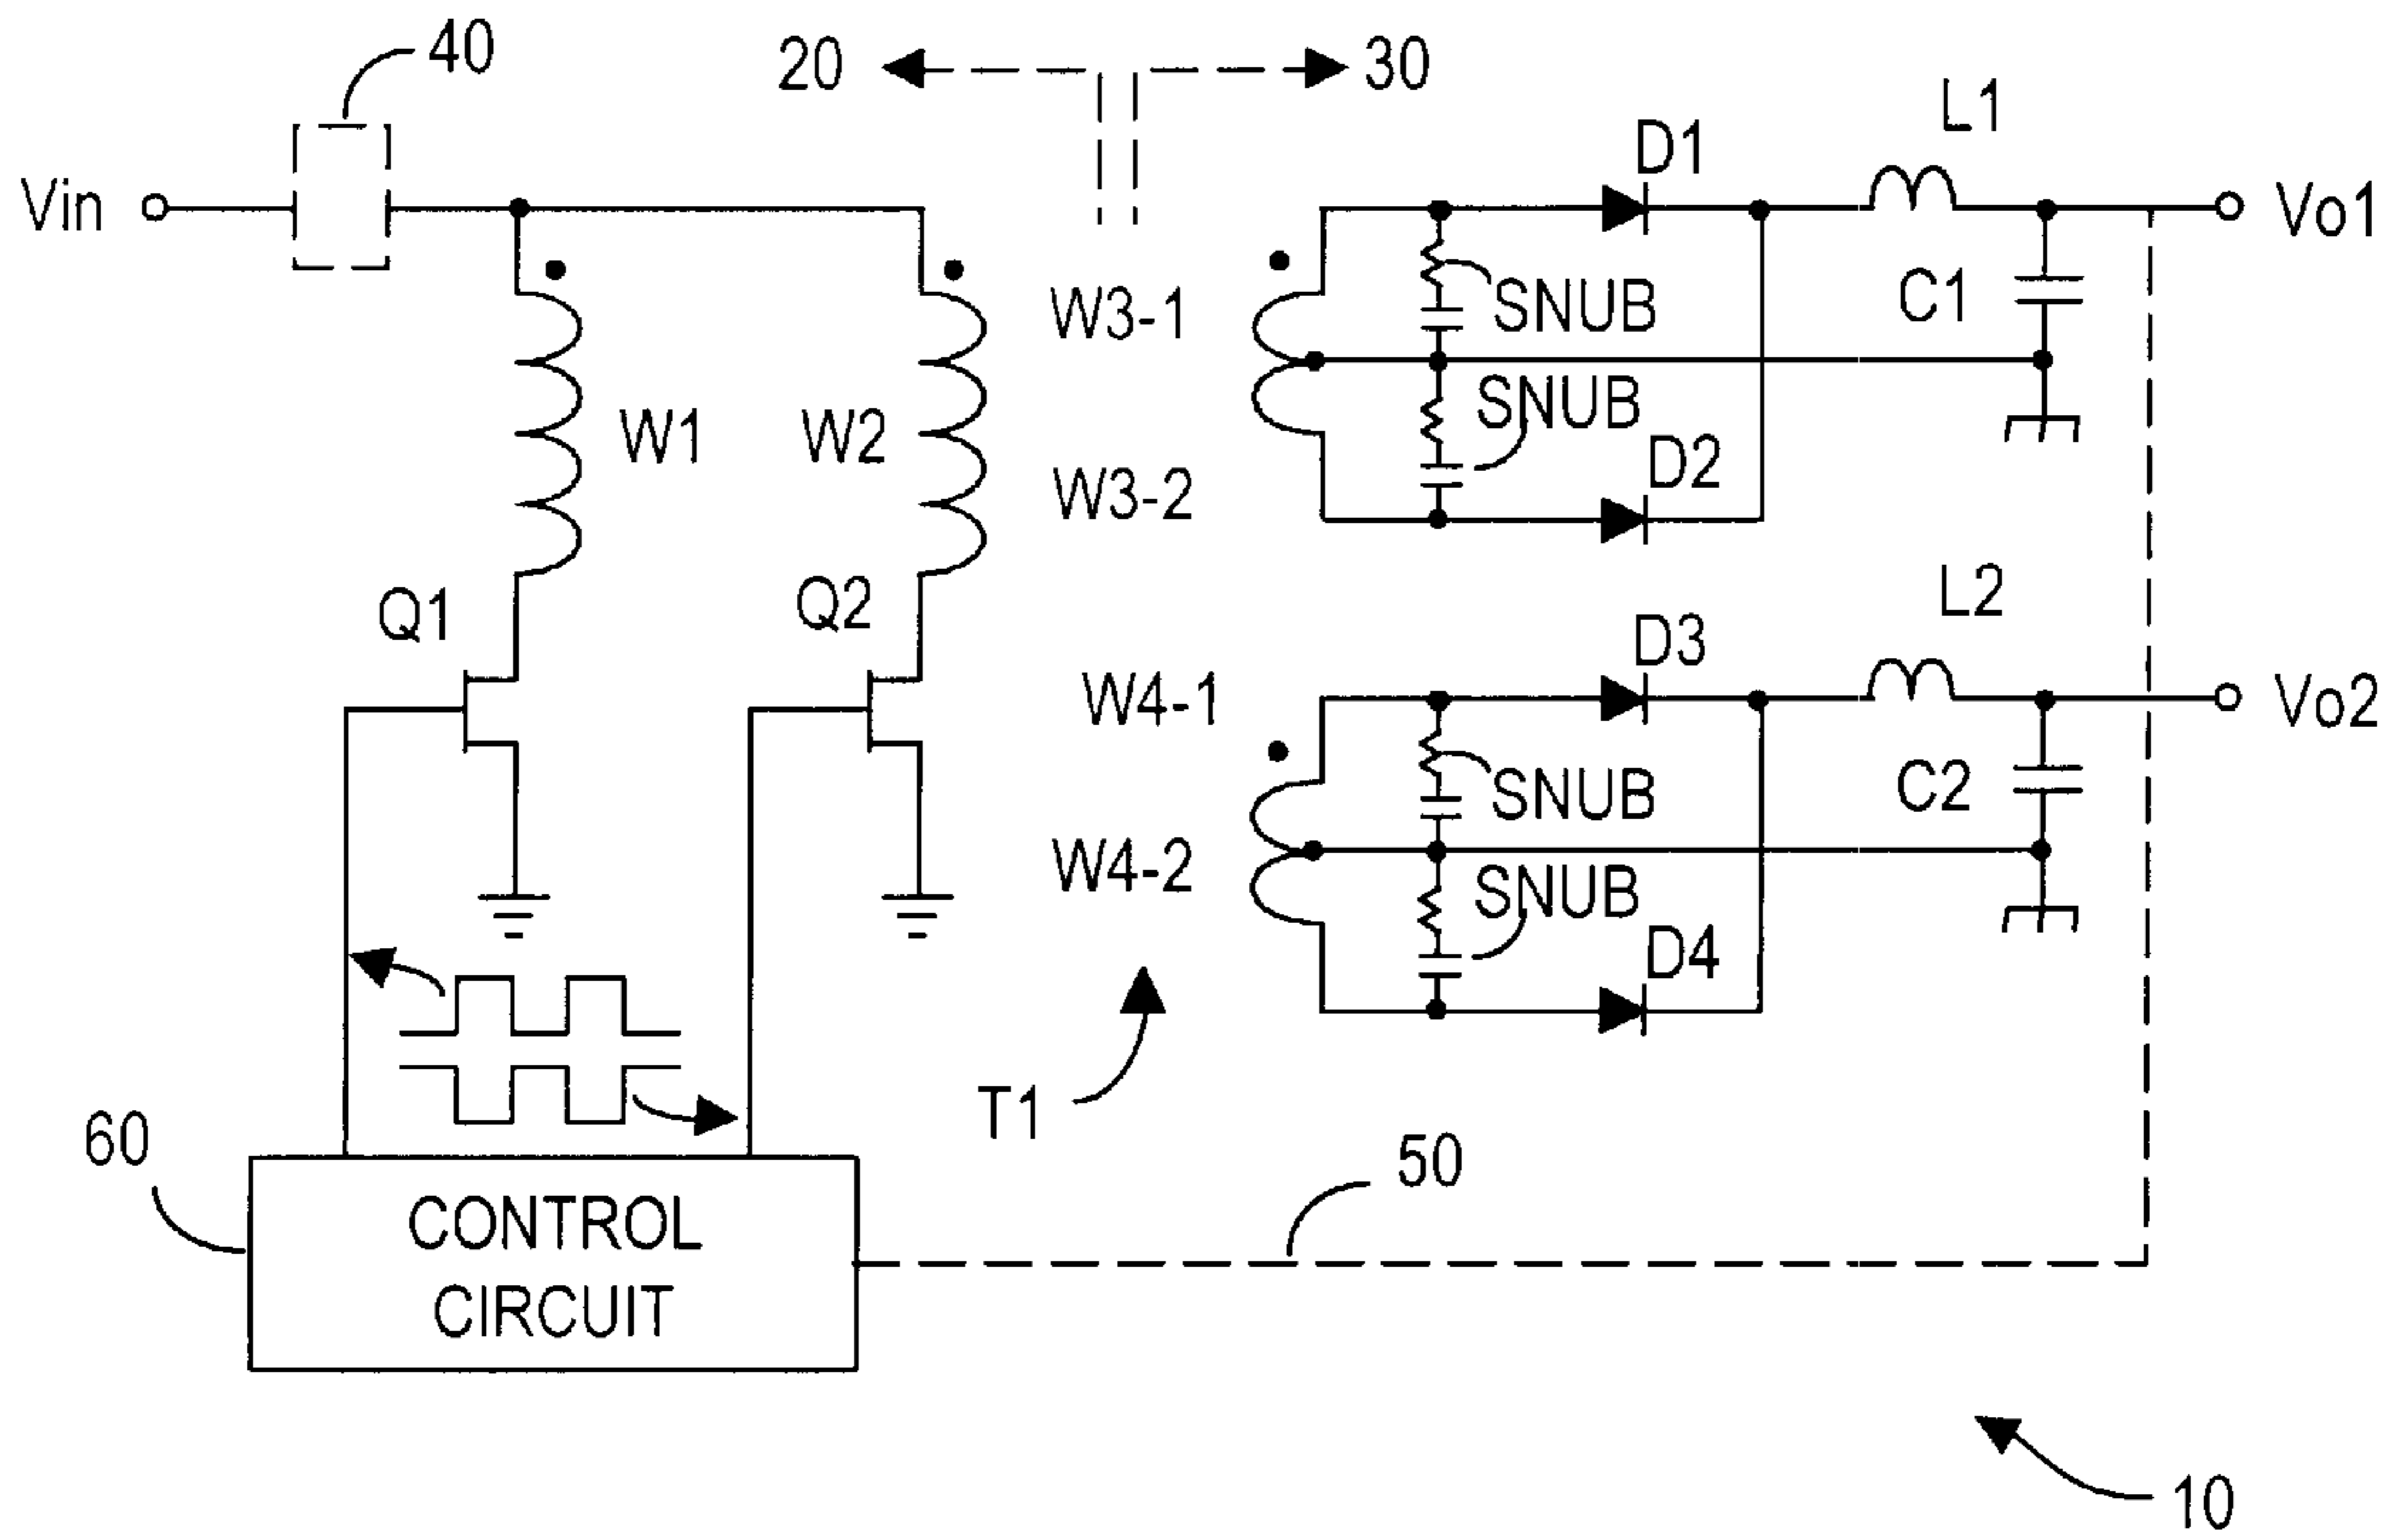 40
20
30
L1
D1
Vin
Vo1
W3-1
SNUB
C1
SNUB
W1
W2
D2
W3-2
L2
Q1
Q2
D3
W4-1
Vo2
SNUB
C2
W4-2
SNUB
D4
T1
60
50
CONTROL
CIRCUIT
10